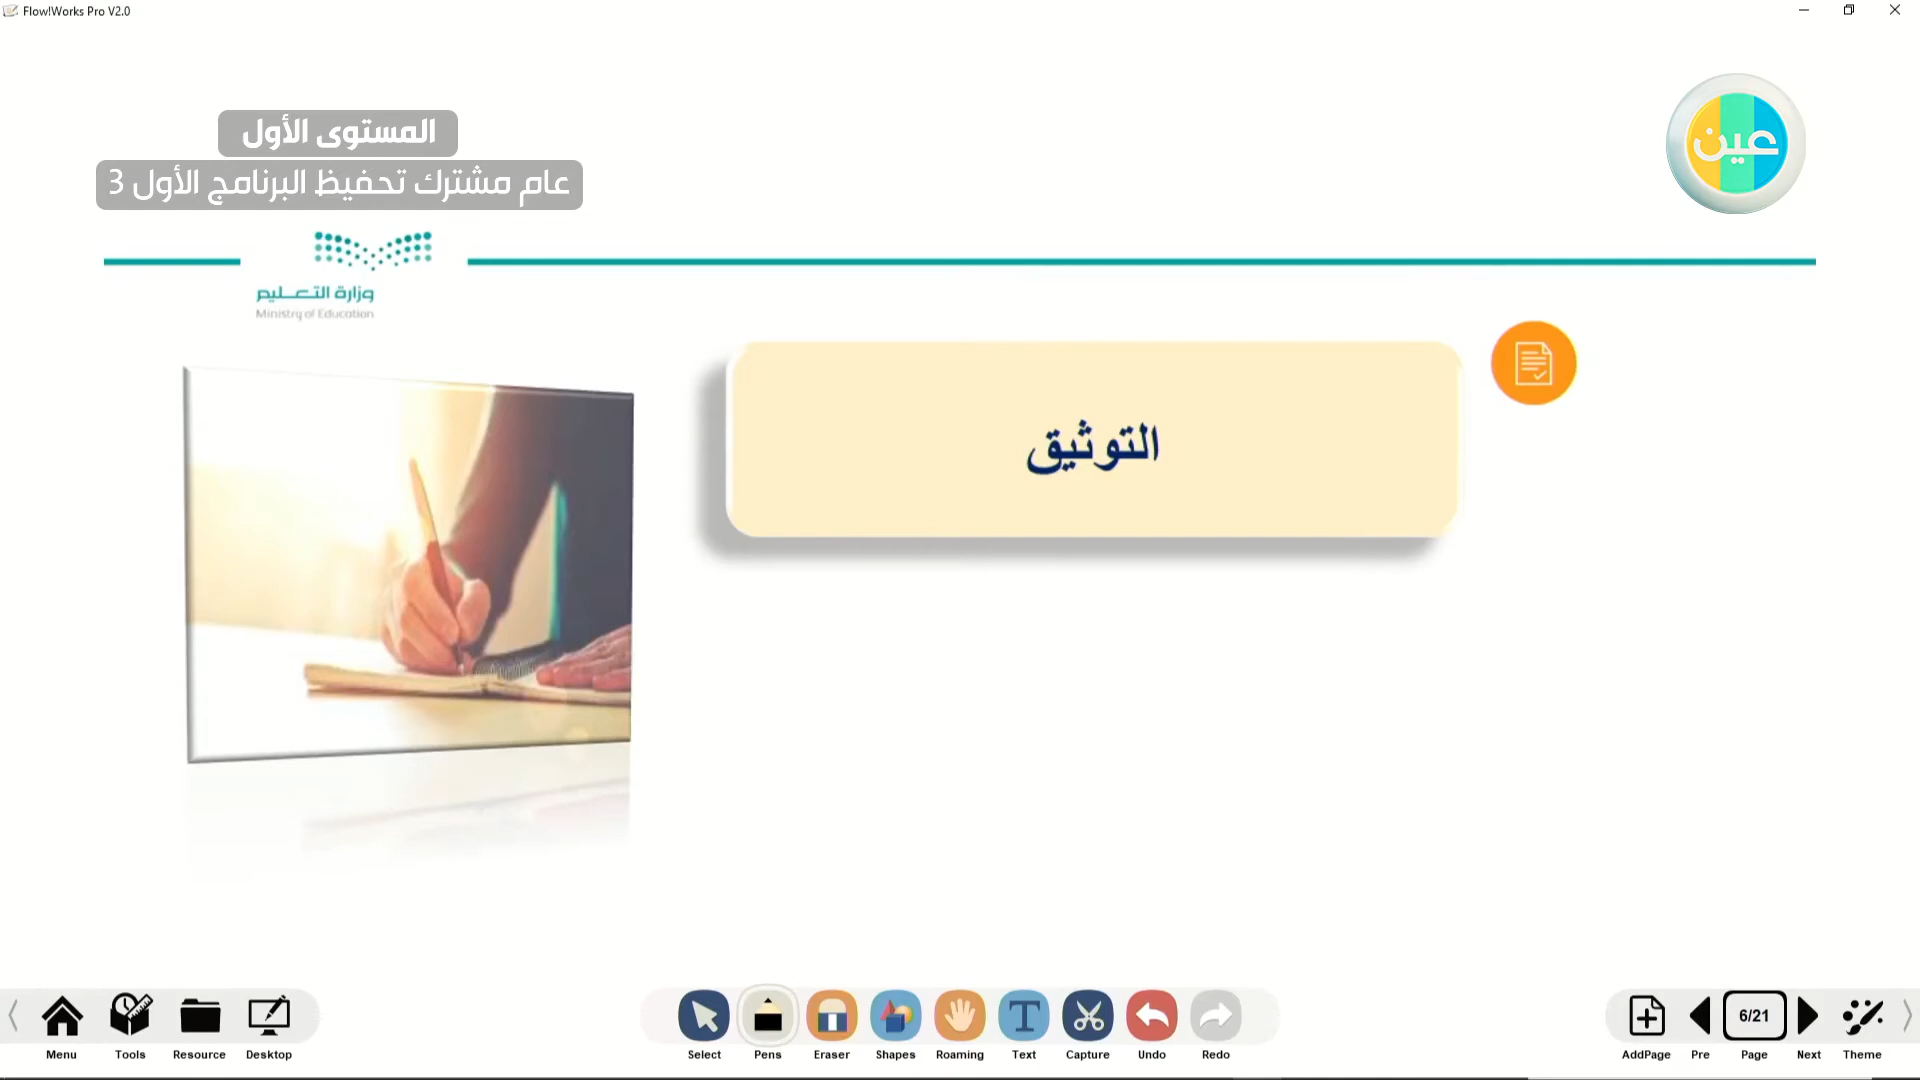 Flow!Works Pro V2.0
المستوى الأول
عام مشترك تحفيظ البرنامج الأول 3
عين
وزارة التعليم
Ministry of Education
التوثيق
Menu Tools Resource Desktop
Select Pens Eraser Shapes Roaming Text Capture Undo Redo
6/21
AddPage Pre Page Next Theme